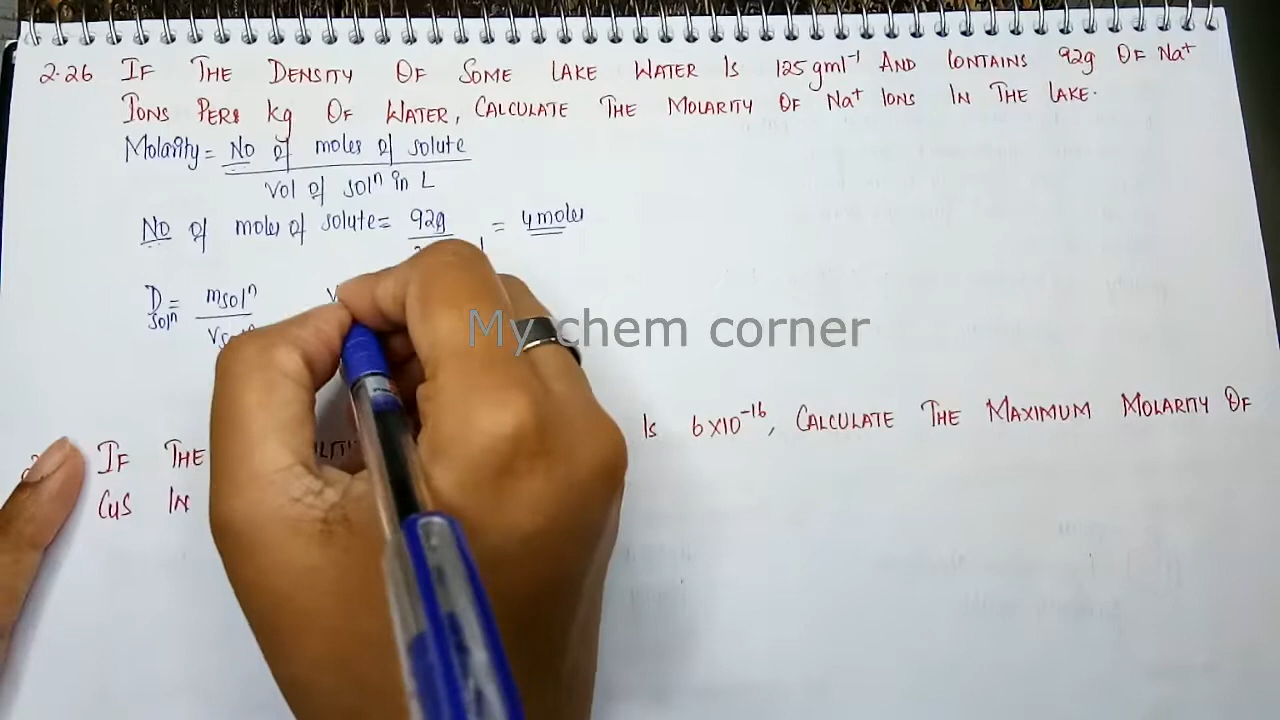 2.26 IF THE DENSITY OF SOME LAKE WATER IS 125 gml⁻¹ AND CONTAINS 92g OF Na⁺
IONS PER kg OF WATER, CALCULATE THE MOLARITY OF Na⁺ IONS IN THE LAKE.
Molarity = No of moles of solute
Vol of solⁿ in L
No of moles of solute = 92g = 4 moles
D solⁿ = msolⁿ V
My chem corner
IF THE IS 6x10⁻¹⁶, CALCULATE THE MAXIMUM MOLARITY OF
CuS IN